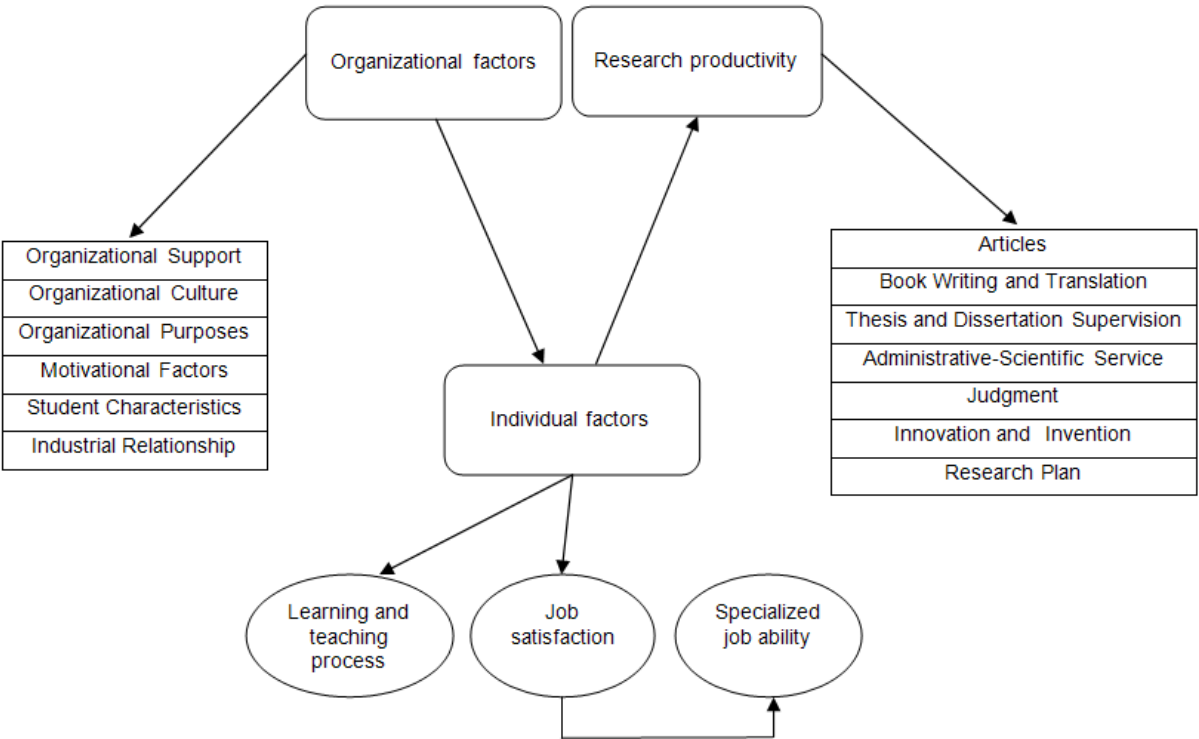 Organizational factors
Research productivity
Organizational Support
Organizational Culture
Organizational Purposes
Motivational Factors
Student Characteristics
Industrial Relationship
Articles
Book Writing and Translation
Thesis and Dissertation Supervision
Administrative-Scientific Service
Judgment
Innovation and Invention
Research Plan
Individual factors
Learning and
teaching
process
Job
satisfaction
Specialized
job ability